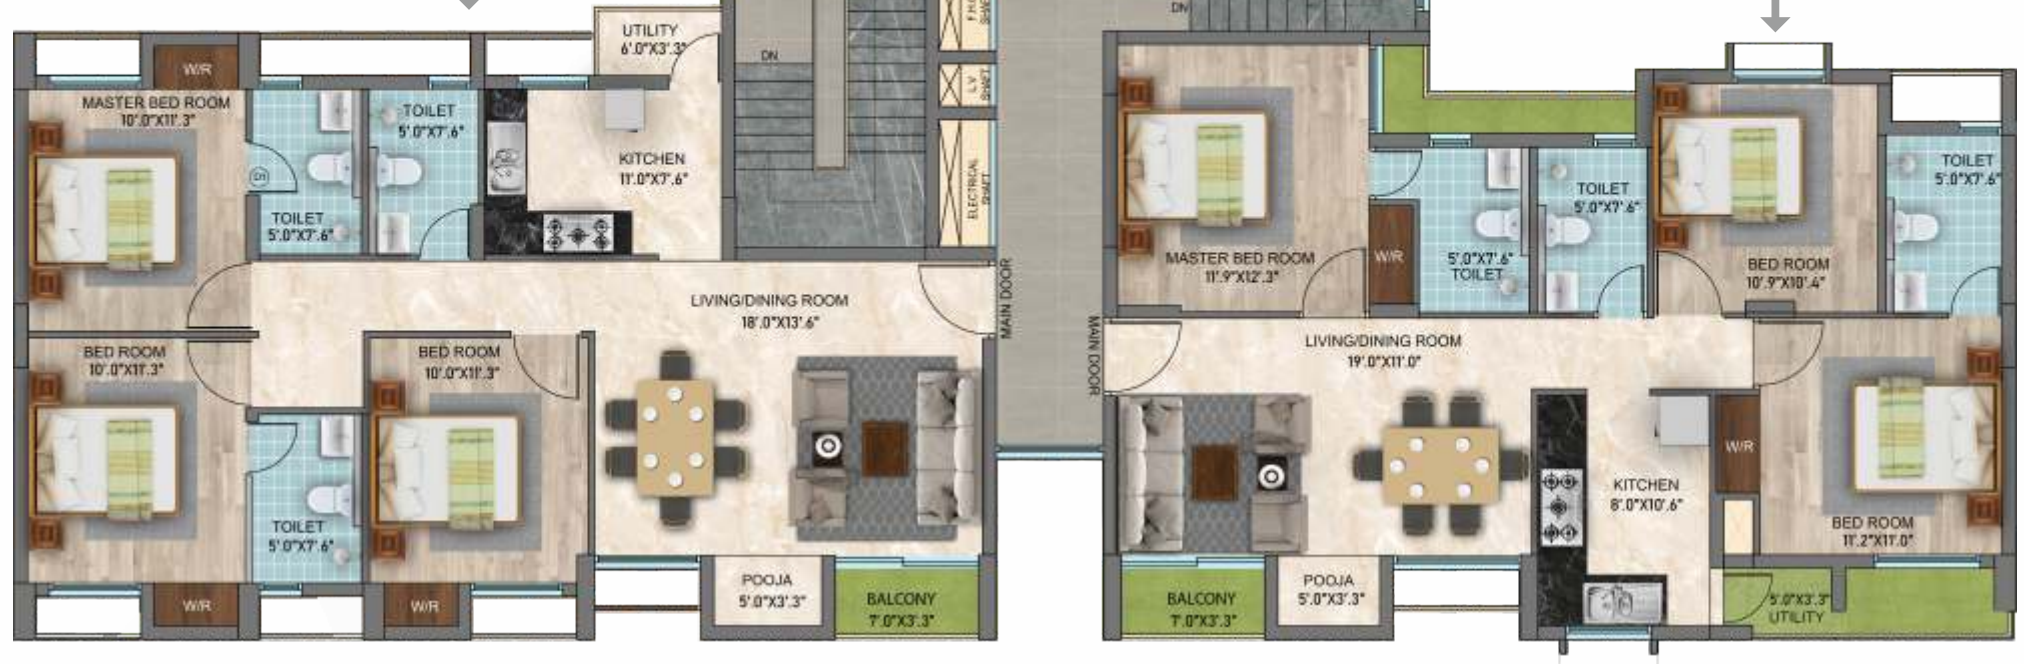 UTILITY
6'.0"X3'.3"
DN
F.H.C
SHAFT
L.V
SHAFT
ELECTRICAL
SHAFT
W/R
MASTER BED ROOM
10'.0"X11'.3"
TOILET
5'.0"X7'.6"
TOILET
5'.0"X7'.6"
KITCHEN
11'.0"X7'.6"
LIVING/DINING ROOM
18'.0"X13'.6"
MAIN DOOR
BED ROOM
10'.0"X11'.3"
BED ROOM
10'.0"X11'.3"
TOILET
5'.0"X7'.6"
W/R
W/R
POOJA
5'.0"X3'.3"
BALCONY
7'.0"X3'.3"
DN
MASTER BED ROOM
11'.9"X12'.3"
W/R
5'.0"X7'.6"
TOILET
TOILET
5'.0"X7'.6"
BED ROOM
10'.9"X10'.4"
TOILET
5'.0"X7'.6"
MAIN DOOR
LIVING/DINING ROOM
19'.0"X11'.0"
KITCHEN
8'.0"X10'.6"
W/R
BED ROOM
11'.2"X11'.0"
BALCONY
7'.0"X3'.3"
POOJA
5'.0"X3'.3"
5'.0"X3'.3"
UTILITY